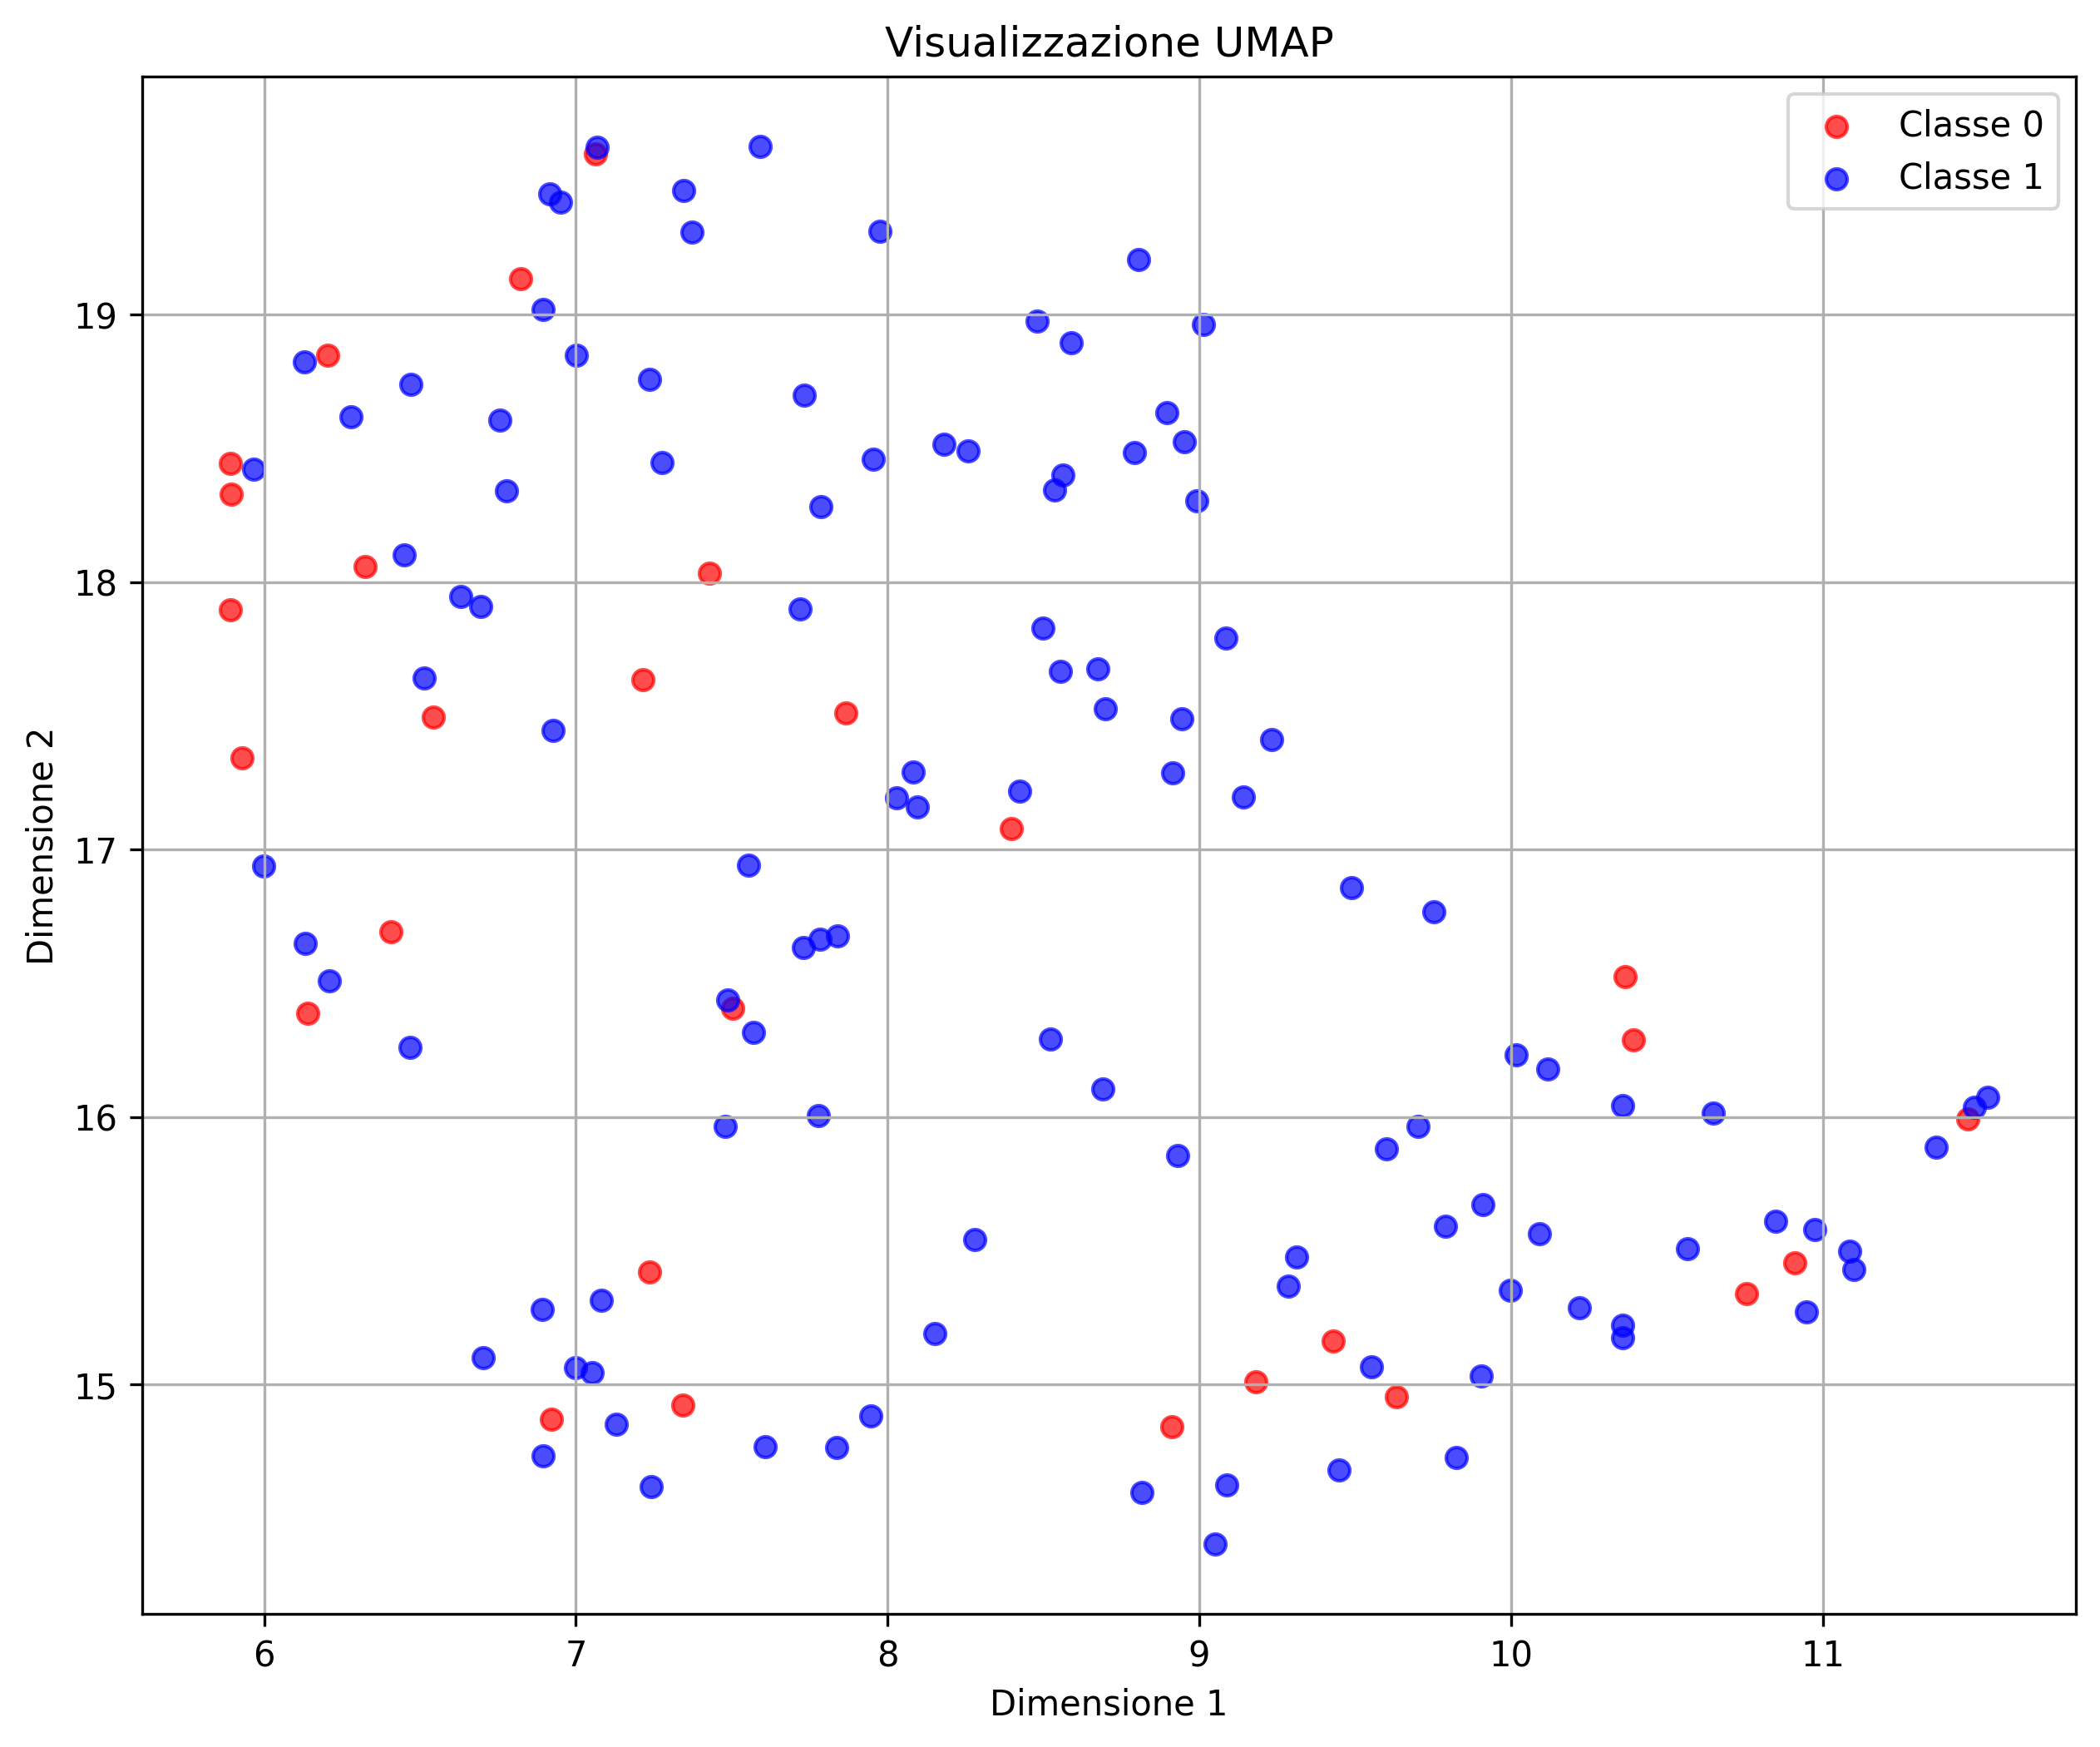 Visualizzazione UMAP
Classe 0
Classe 1
Dimensione 2
19
18
17
16
15
6 7 8 9 10 11
Dimensione 1